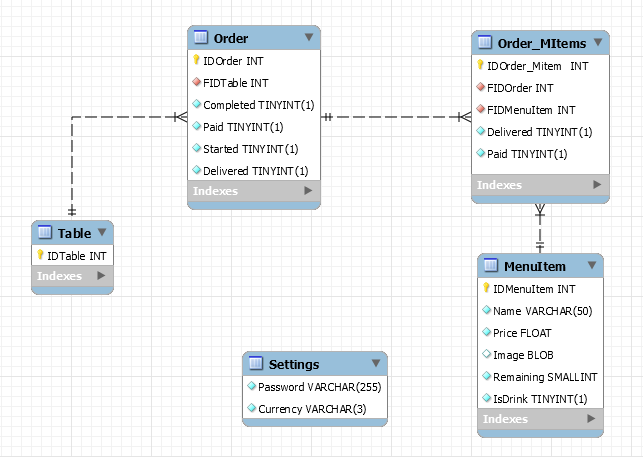 Order
IDOrder INT
FIDTable INT
Completed TINYINT(1)
Paid TINYINT(1)
Started TINYINT(1)
Delivered TINYINT(1)
Indexes
Order_MItems
IDOrder_Mitem INT
FIDOrder INT
FIDMenuItem INT
Delivered TINYINT(1)
Paid TINYINT(1)
Indexes
Table
IDTable INT
Indexes
MenuItem
IDMenuItem INT
Name VARCHAR(50)
Price FLOAT
Image BLOB
Remaining SMALLINT
IsDrink TINYINT(1)
Indexes
Settings
Password VARCHAR(255)
Currency VARCHAR(3)